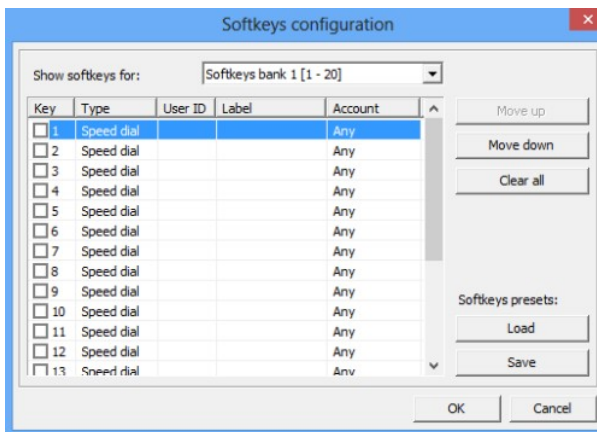 Softkeys configuration
Show softkeys for: Softkeys bank 1 [1 - 20]
Key Type User ID Label Account
1 Speed dial Any
2 Speed dial Any
3 Speed dial Any
4 Speed dial Any
5 Speed dial Any
6 Speed dial Any
7 Speed dial Any
8 Speed dial Any
9 Speed dial Any
10 Speed dial Any
11 Speed dial Any
12 Speed dial Any
13 Speed dial Any
Move up
Move down
Clear all
Softkeys presets:
Load
Save
OK Cancel